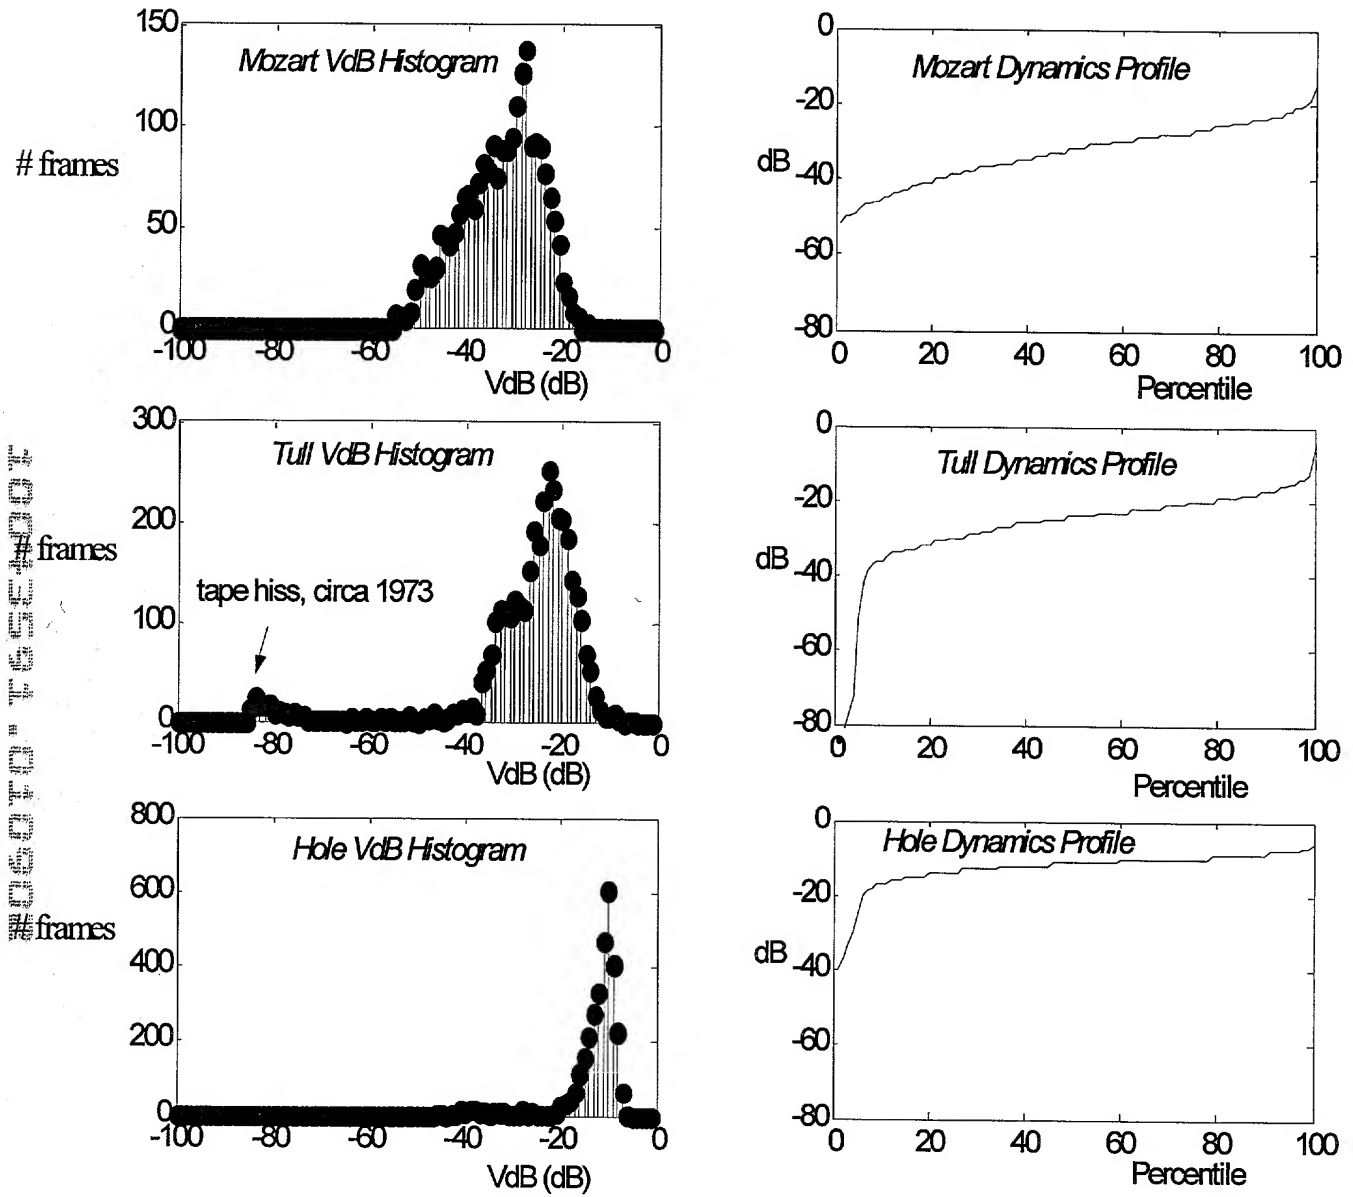 Mozart VdB Histogram
# frames
150
100
50
0
-100 -80 -60 -40 -20 0
VdB (dB)
Mozart Dynamics Profile
dB
0
-20
-40
-60
-80
0 20 40 60 80 100
Percentile
Tull VdB Histogram
# frames
300
200
100
0
tape hiss, circa 1973
-100 -80 -60 -40 -20 0
VdB (dB)
Tull Dynamics Profile
dB
0
-20
-40
-60
-80
0 20 40 60 80 100
Percentile
Hole VdB Histogram
# frames
800
600
400
200
0
-100 -80 -60 -40 -20 0
VdB (dB)
Hole Dynamics Profile
dB
0
-20
-40
-60
-80
0 20 40 60 80 100
Percentile